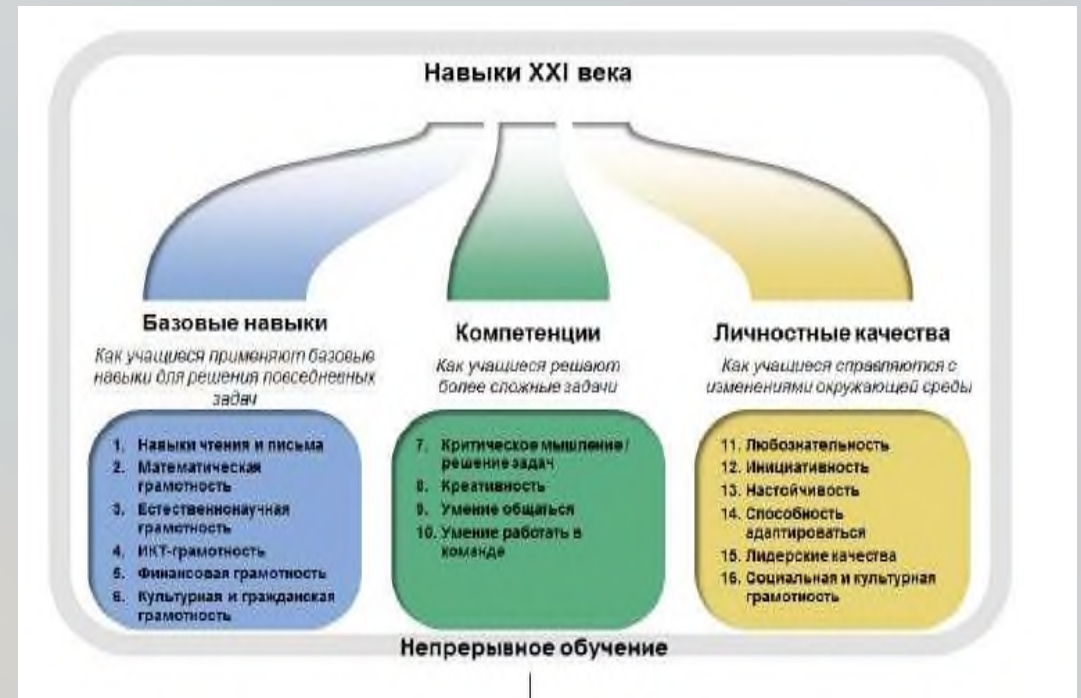 Навыки XXI века
Базовые навыки
Как учащиеся применяют базовые
навыки для решения повседневных
задач
1. Навыки чтения и письма
2. Математическая
грамотность
3. Естественнонаучная
грамотность
4. ИКТ-грамотность
5. Финансовая грамотность
6. Культурная и гражданская
грамотность
Компетенции
Как учащиеся решают
более сложные задачи
7. Критическое мышление/
решение задач
8. Креативность
9. Умение общаться
10. Умение работать в
команде
Личностные качества
Как учащиеся справляются с
изменениями окружающей среды
11. Любознательность
12. Инициативность
13. Настойчивость
14. Способность
адаптироваться
15. Лидерские качества
16. Социальная и культурная
грамотность
Непрерывное обучение